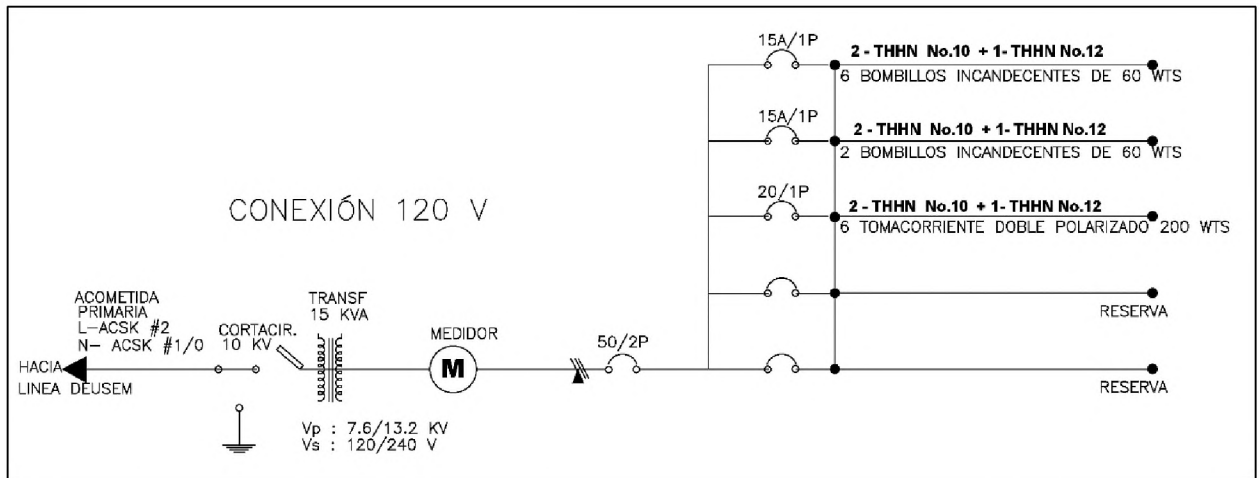 15A/1P
2 - THHN No.10 + 1- THHN No.12
6 BOMBILLOS INCANDECENTES DE 60 WTS
15A/1P
2 - THHN No.10 + 1- THHN No.12
2 BOMBILLOS INCANDECENTES DE 60 WTS
20/1P
2 - THHN No.10 + 1- THHN No.12
6 TOMACORRIENTE DOBLE POLARIZADO 200 WTS
CONEXIÓN 120 V
RESERVA
RESERVA
ACOMETIDA
PRIMARIA
L-ACSK #2
N- ACSK #1/0
CORTACIR.
10 KV
TRANSF
15 KVA
MEDIDOR
M
50/2P
HACIA
LINEA DEUSEM
Vp : 7.6/13.2 KV
Vs : 120/240 V